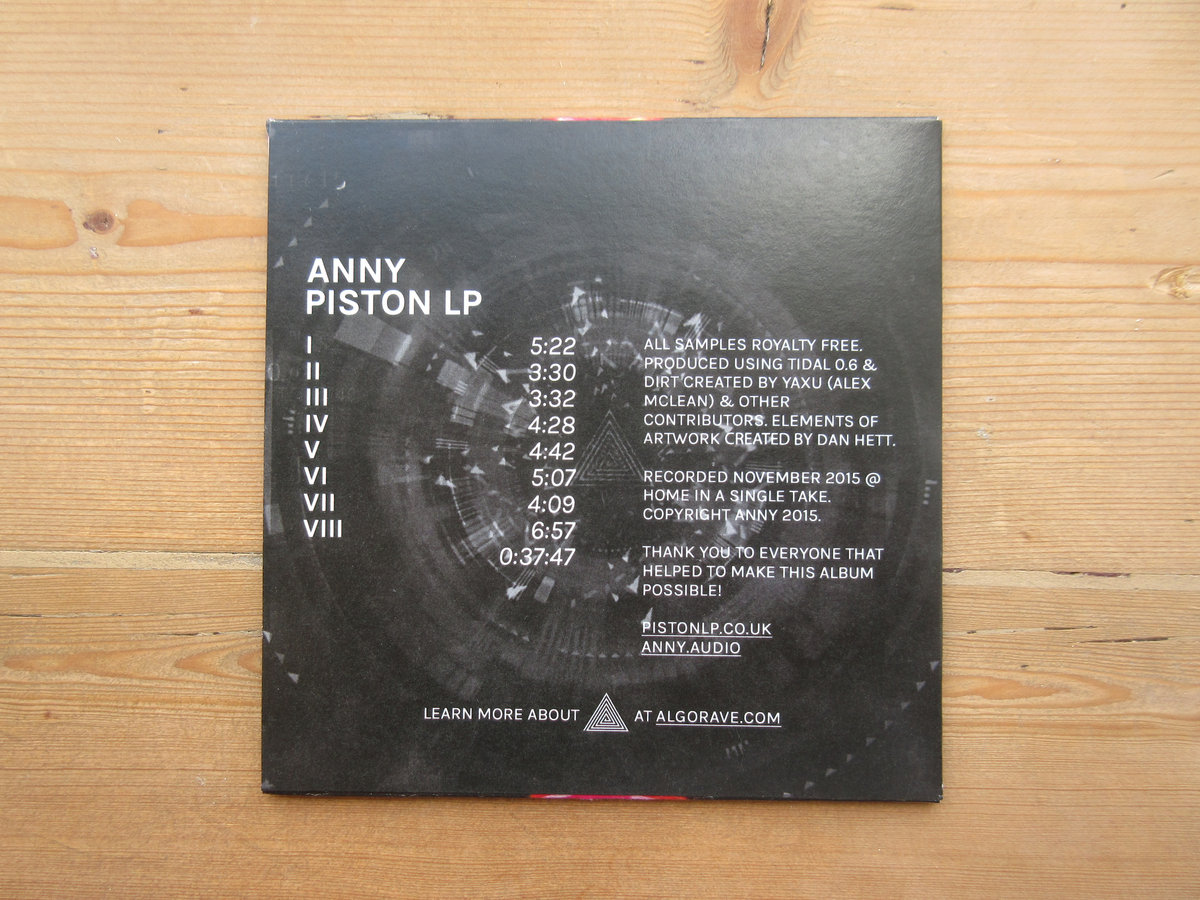 ANNY
PISTON LP
I 5:22
II 3:30
III 3:32
IV 4:28
V 4:42
VI 5:07
VII 4:09
VIII 6:57
0:37:47
ALL SAMPLES ROYALTY FREE.
PRODUCED USING TIDAL 0.6 &
DIRT CREATED BY YAXU (ALEX
MCLEAN) & OTHER
CONTRIBUTORS. ELEMENTS OF
ARTWORK CREATED BY DAN HETT.
RECORDED NOVEMBER 2015 @
HOME IN A SINGLE TAKE.
COPYRIGHT ANNY 2015.
THANK YOU TO EVERYONE THAT
HELPED TO MAKE THIS ALBUM
POSSIBLE!
PISTONLP.CO.UK
ANNY.AUDIO
LEARN MORE ABOUT AT ALGORAVE.COM